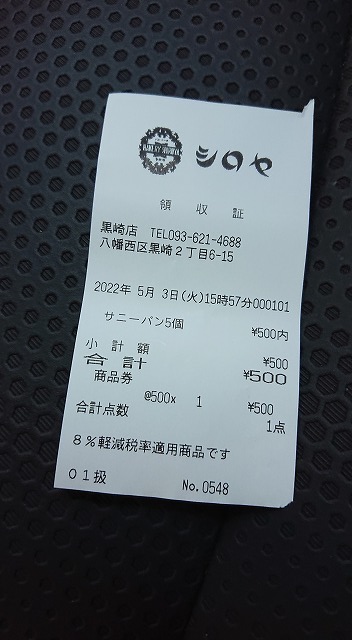 BAKERY SHIROYA
シロヤ
領収証
黒崎店 TEL093-621-4688
八幡西区黒崎2丁目6-15
2022年 5月 3日(火)15時57分000101
サニーパン5個 ¥500内
小計額 ¥500
合計 ¥500
商品券
@500x 1 ¥500
合計点数 1点
8%軽減税率適用商品です
01扱 No.0548